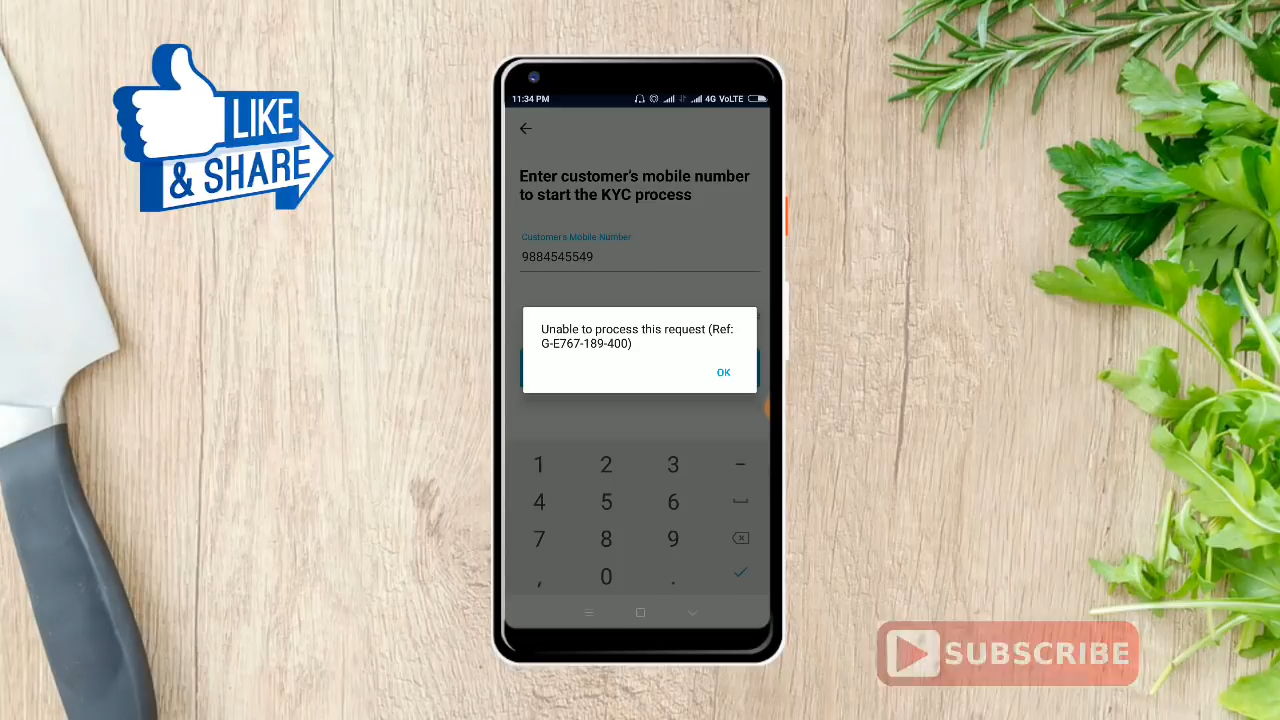 LIKE
& SHARE
11:34 PM
4G VoLTE
Enter customer's mobile number
to start the KYC process
Customer's Mobile Number
9884545549
Unable to process this request (Ref:
G-E767-189-400)
OK
1 2 3 -
4 5 6
7 8 9
, 0 .
SUBSCRIBE